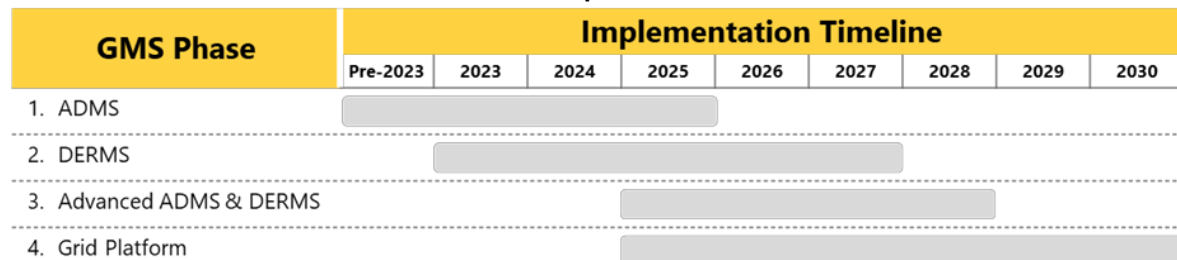 GMS Phase
Implementation Timeline
Pre-2023 2023 2024 2025 2026 2027 2028 2029 2030
1. ADMS
2. DERMS
3. Advanced ADMS & DERMS
4. Grid Platform